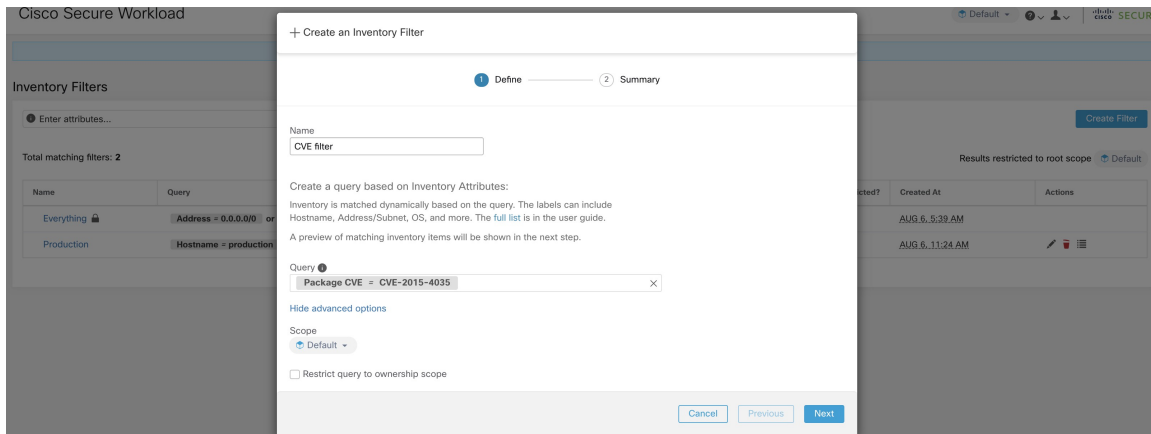 Cisco Secure Workload
Default
cisco SECUR
Inventory Filters
Enter attributes...
Create Filter
Total matching filters: 2
Results restricted to root scope Default
Name Query icted? Created At Actions
Everything Address = 0.0.0.0/0 or AUG 6, 5:39 AM
Production Hostname = production AUG 6, 11:24 AM
+ Create an Inventory Filter
1 Define 2 Summary
Name
CVE filter
Create a query based on Inventory Attributes:
Inventory is matched dynamically based on the query. The labels can include
Hostname, Address/Subnet, OS, and more. The full list is in the user guide.
A preview of matching inventory items will be shown in the next step.
Query
Package CVE = CVE-2015-4035
Hide advanced options
Scope
Default
Restrict query to ownership scope
Cancel Previous Next